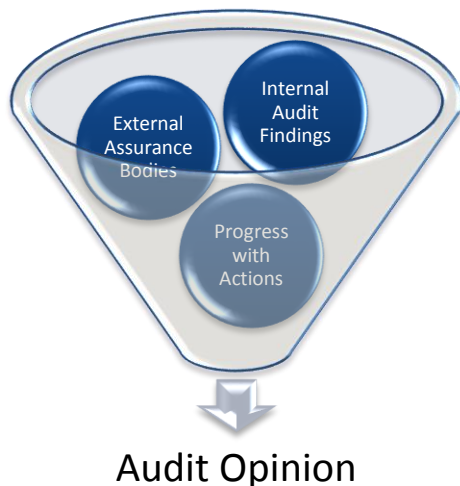 External
Assurance
Bodies
Internal
Audit
Findings
Progress
with
Actions
Audit Opinion